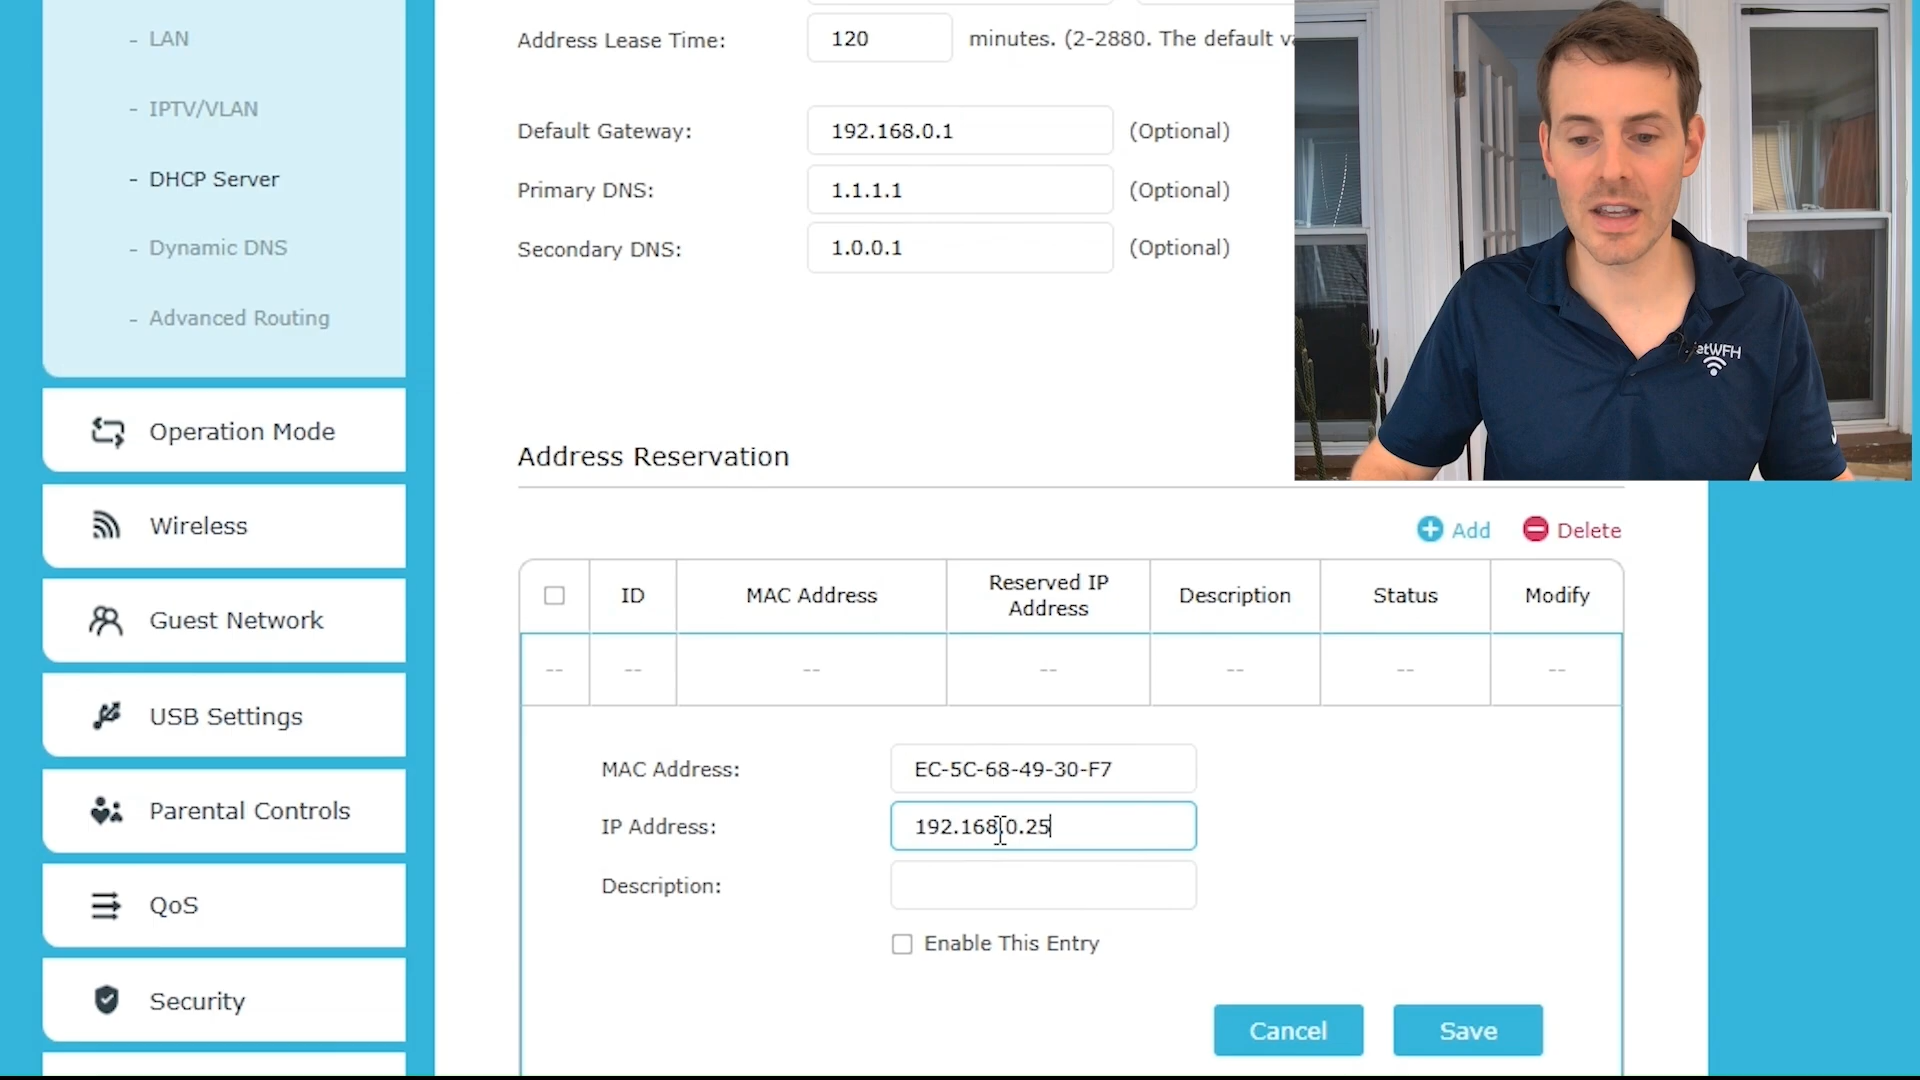 - LAN
- IPTV/VLAN
- DHCP Server
- Dynamic DNS
- Advanced Routing
Operation Mode
Wireless
Guest Network
USB Settings
Parental Controls
QoS
Security
Address Lease Time: 120 minutes. (2-2880. The default
Default Gateway: 192.168.0.1 (Optional)
Primary DNS: 1.1.1.1 (Optional)
Secondary DNS: 1.0.0.1 (Optional)
Address Reservation
Add Delete
ID MAC Address Reserved IP Address Description Status Modify
-- -- -- -- -- -- --
MAC Address: EC-5C-68-49-30-F7
IP Address: 192.168.0.25
Description:
Enable This Entry
Cancel Save
etWFH